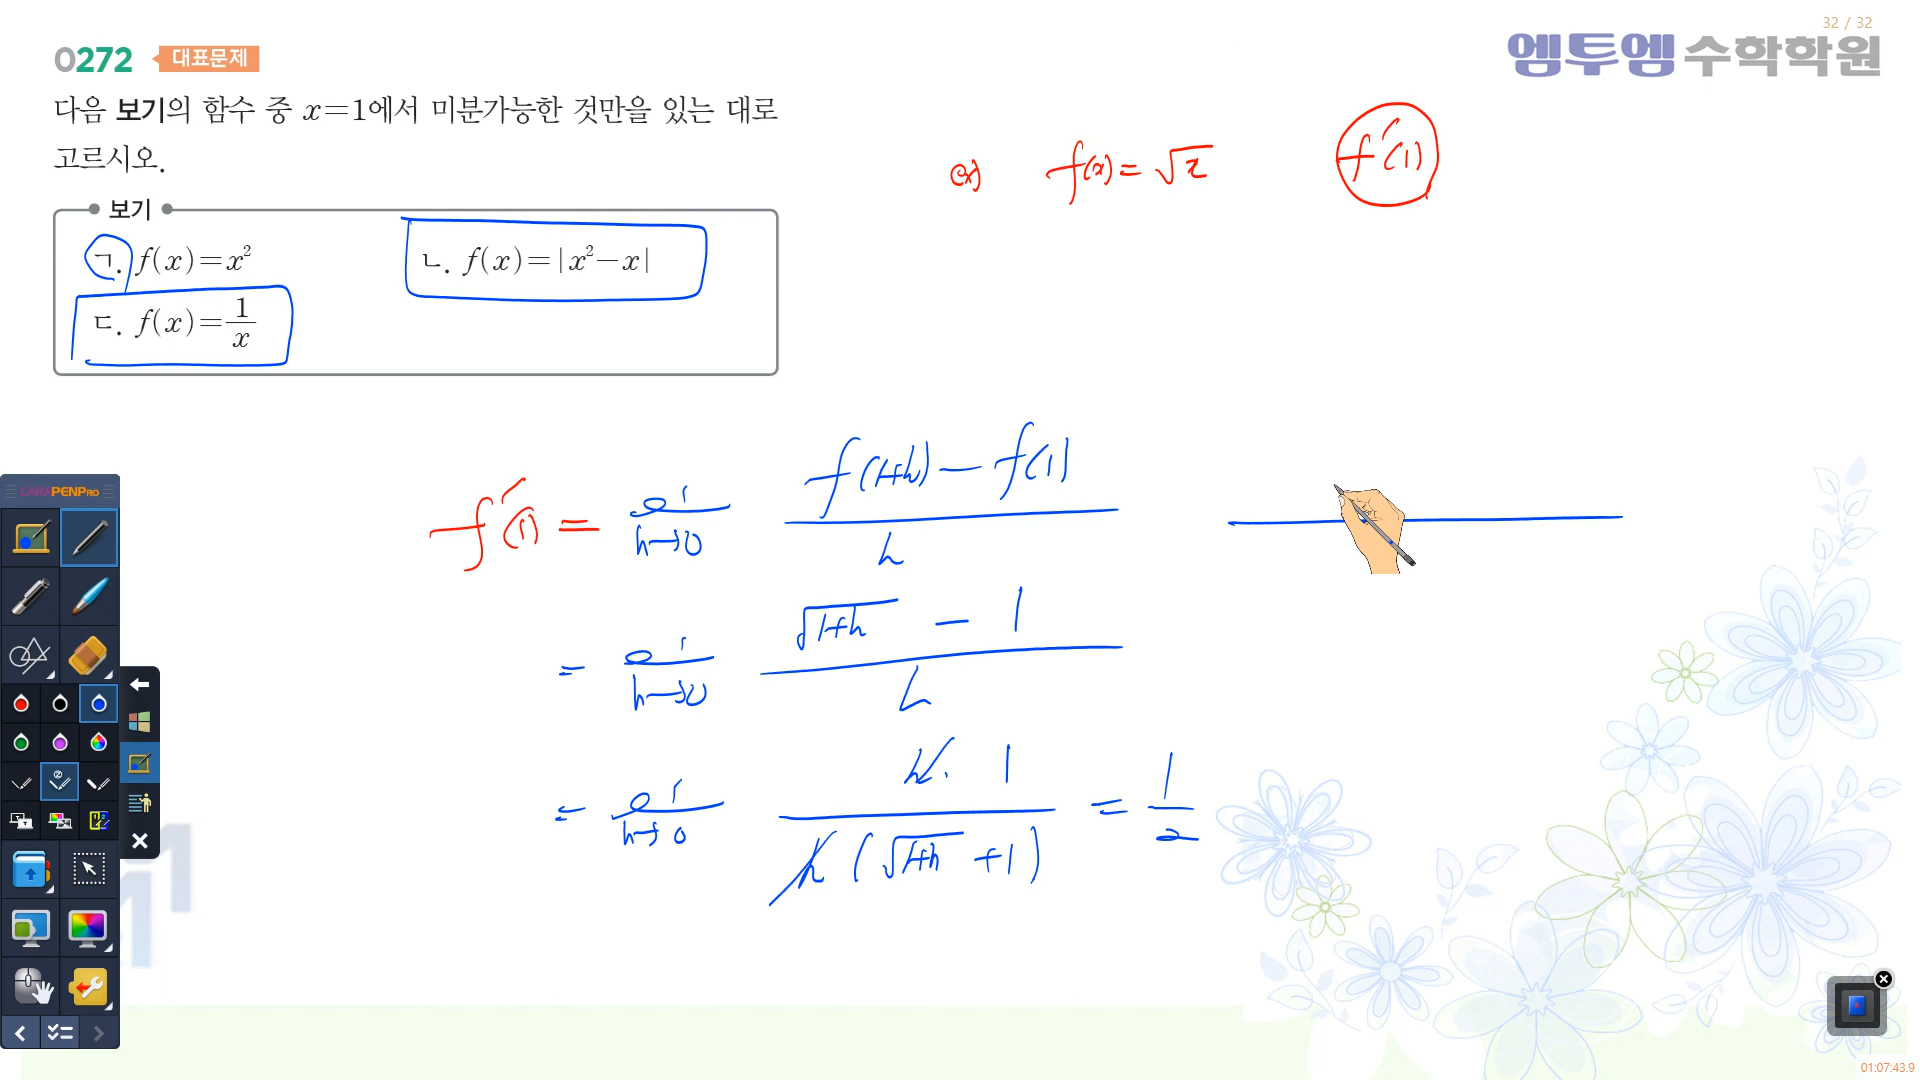 32 / 32
엠투엠 수학학원
0272 대표문제
다음 보기의 함수 중 x=1에서 미분가능한 것만을 있는 대로
고르시오.
보기
ㄱ. f(x)=x² ㄴ. f(x)=|x²−x|
ㄷ. f(x)=1/x
ex) f(x)=√x f'(1)
f'(1) = lim h→0 (f(1+h) − f(1)) / h
= lim h→0 (√(1+h) − 1) / h
= lim h→0 (h · 1) / (h(√(1+h) + 1)) = 1/2
CARAPENPRO
01:07:43.9